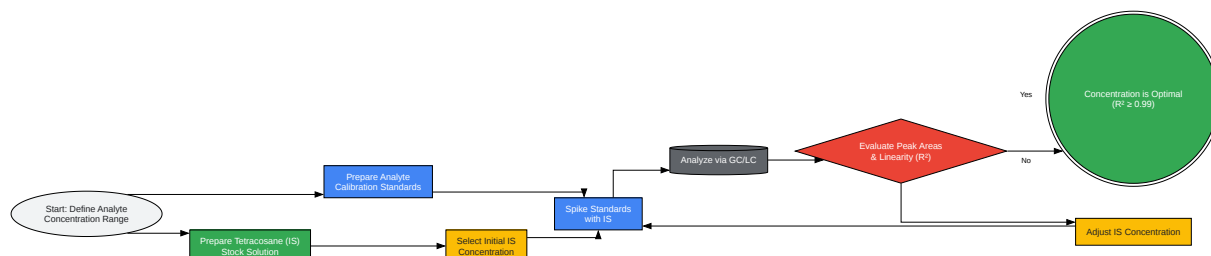 Start: Define Analyte
Concentration Range
Prepare Analyte
Calibration Standards
Prepare Tetracosane (IS)
Stock Solution
Select Initial IS
Concentration
Spike Standards
with IS
Analyze via GC/LC
Evaluate Peak Areas
& Linearity (R²)
Yes
No
Concentration is Optimal
(R² ≥ 0.99)
Adjust IS Concentration